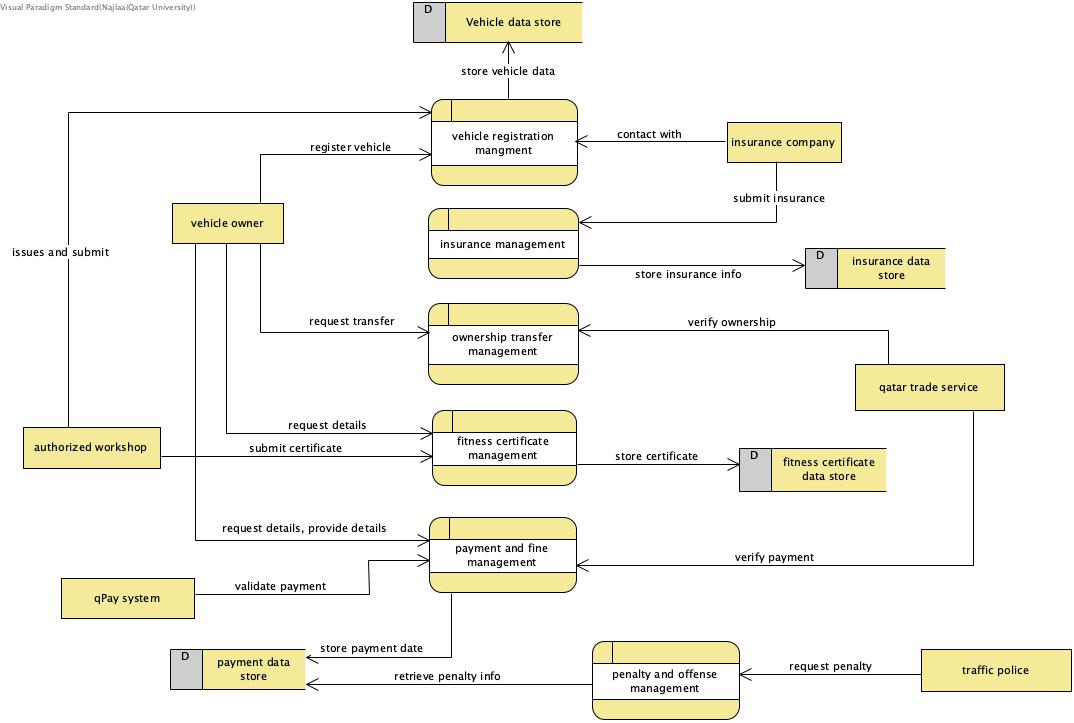 Visual Paradigm Standard(Najlaa(Qatar University))
D
Vehicle data store
store vehicle data
vehicle registration
mangment
contact with
insurance company
register vehicle
submit insurance
vehicle owner
issues and submit
insurance management
D
insurance data
store
store insurance info
request transfer
ownership transfer
management
verify ownership
qatar trade service
request details
authorized workshop
submit certificate
fitness certificate
management
store certificate
D
fitness certificate
data store
request details, provide details
payment and fine
management
verify payment
validate payment
qPay system
store payment date
D
payment data
store
retrieve penalty info
penalty and offense
management
request penalty
traffic police